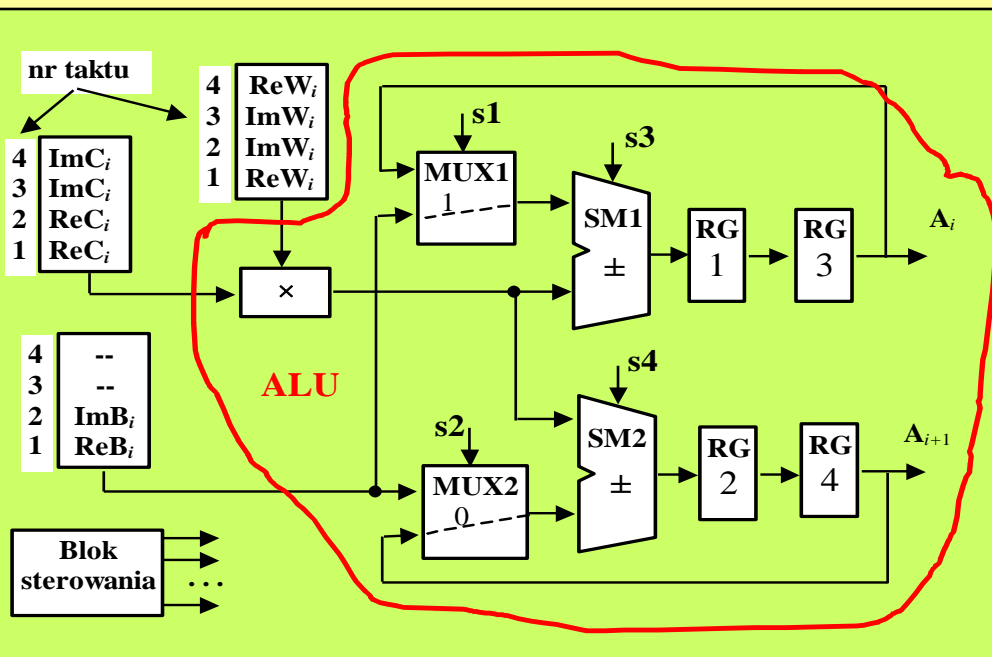 nr taktu
4 ReWᵢ
3 ImWᵢ
2 ImWᵢ
1 ReWᵢ
4 ImCᵢ
3 ImCᵢ
2 ReCᵢ
1 ReCᵢ
×
4 --
3 --
2 ImBᵢ
1 ReBᵢ
ALU
s1
MUX1
1
s3
SM1
±
RG
1
RG
3
Aᵢ
s2
MUX2
0
s4
SM2
±
RG
2
RG
4
Aᵢ₊₁
Blok
sterowania
...